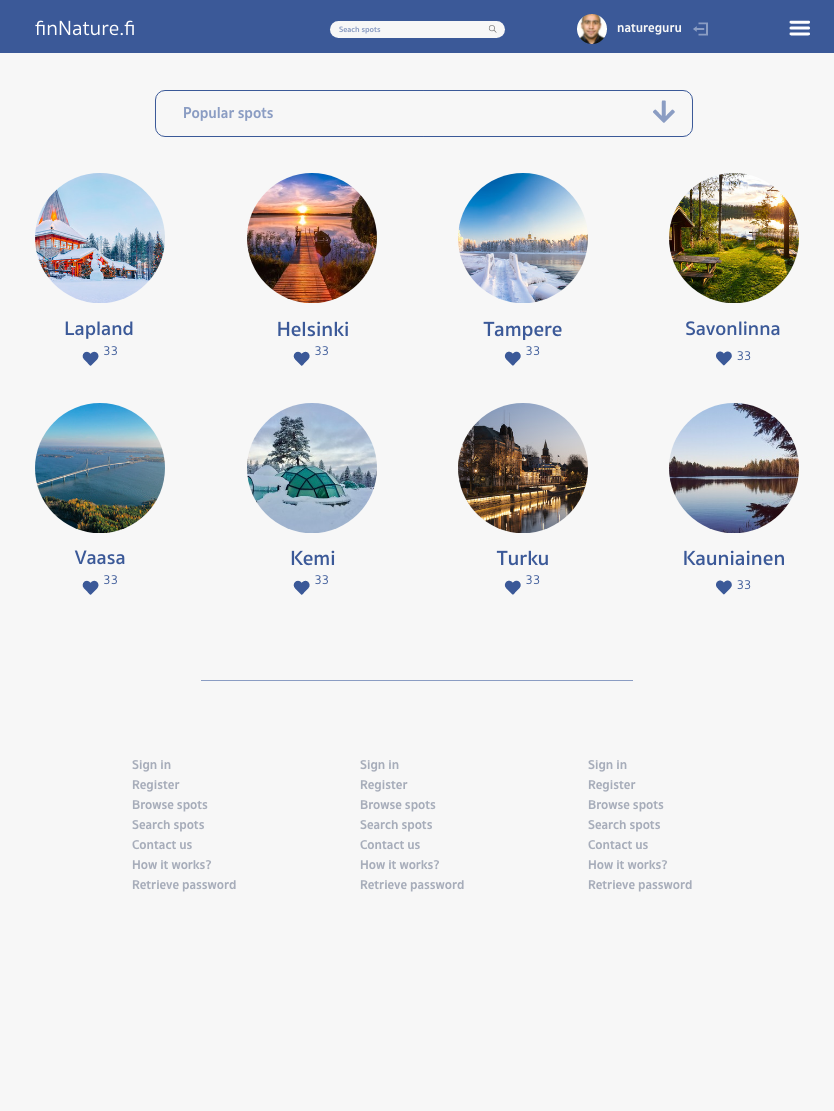 finNature.fi
Seach spots
natureguru
Popular spots
Lapland
33
Helsinki
33
Tampere
33
Savonlinna
33
Vaasa
33
Kemi
33
Turku
33
Kauniainen
33
Sign in
Register
Browse spots
Search spots
Contact us
How it works?
Retrieve password
Sign in
Register
Browse spots
Search spots
Contact us
How it works?
Retrieve password
Sign in
Register
Browse spots
Search spots
Contact us
How it works?
Retrieve password